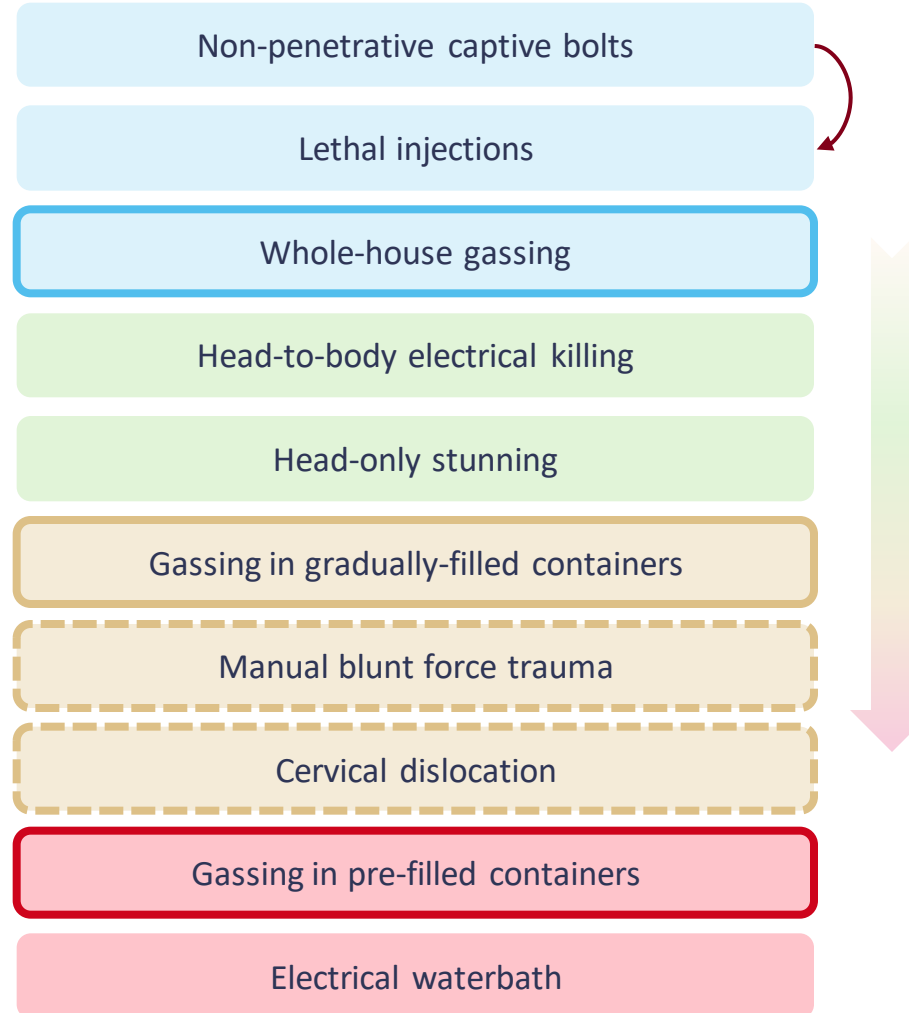 Non-penetrative captive bolts
Lethal injections
Whole-house gassing
Head-to-body electrical killing
Head-only stunning
Gassing in gradually-filled containers
Manual blunt force trauma
Cervical dislocation
Gassing in pre-filled containers
Electrical waterbath